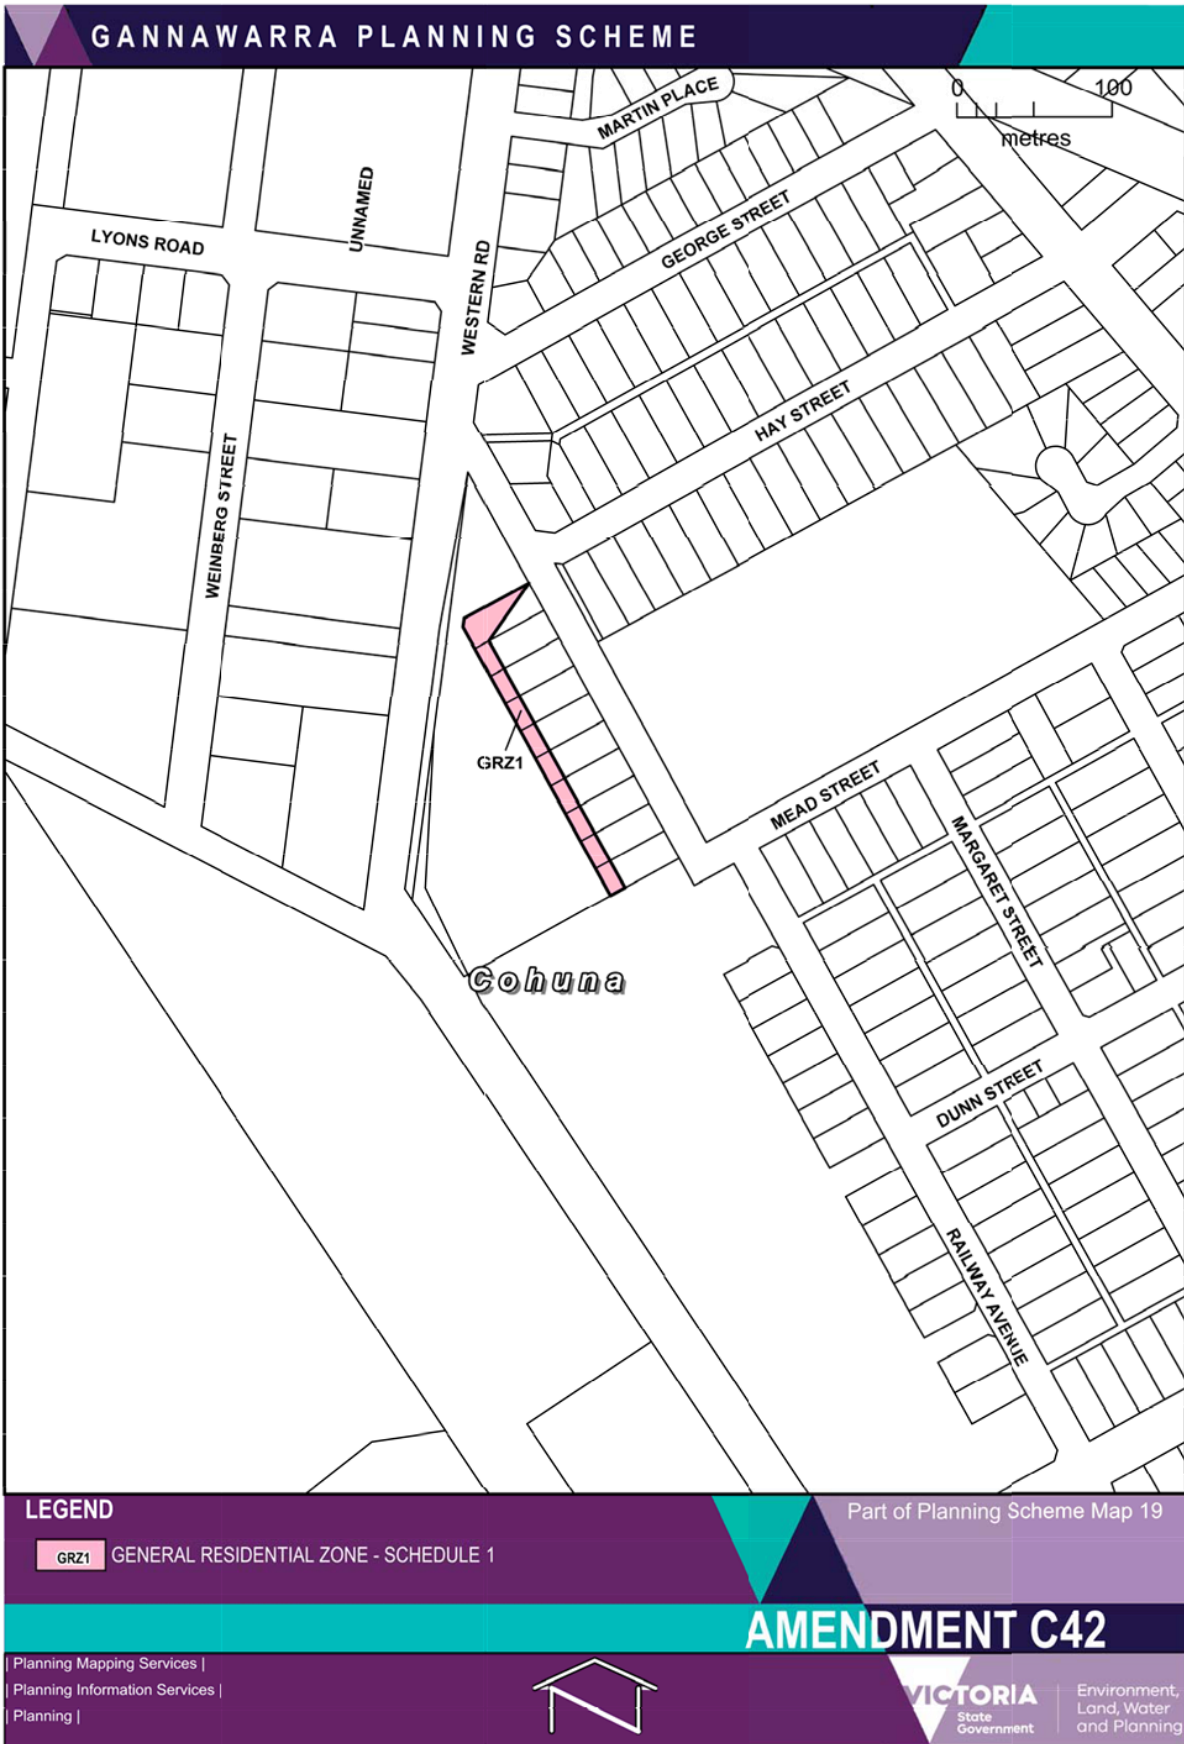 GANNAWARRA PLANNING SCHEME
0 100
metres
MARTIN PLACE
UNNAMED
LYONS ROAD
GEORGE STREET
WESTERN RD
HAY STREET
WEINBERG STREET
GRZ1
MEAD STREET
MARGARET STREET
Cohuna
DUNN STREET
RAILWAY AVENUE
LEGEND
Part of Planning Scheme Map 19
GRZ1 GENERAL RESIDENTIAL ZONE - SCHEDULE 1
AMENDMENT C42
| Planning Mapping Services |
| Planning Information Services |
| Planning |
VICTORIA
State
Government
Environment,
Land, Water
and Planning